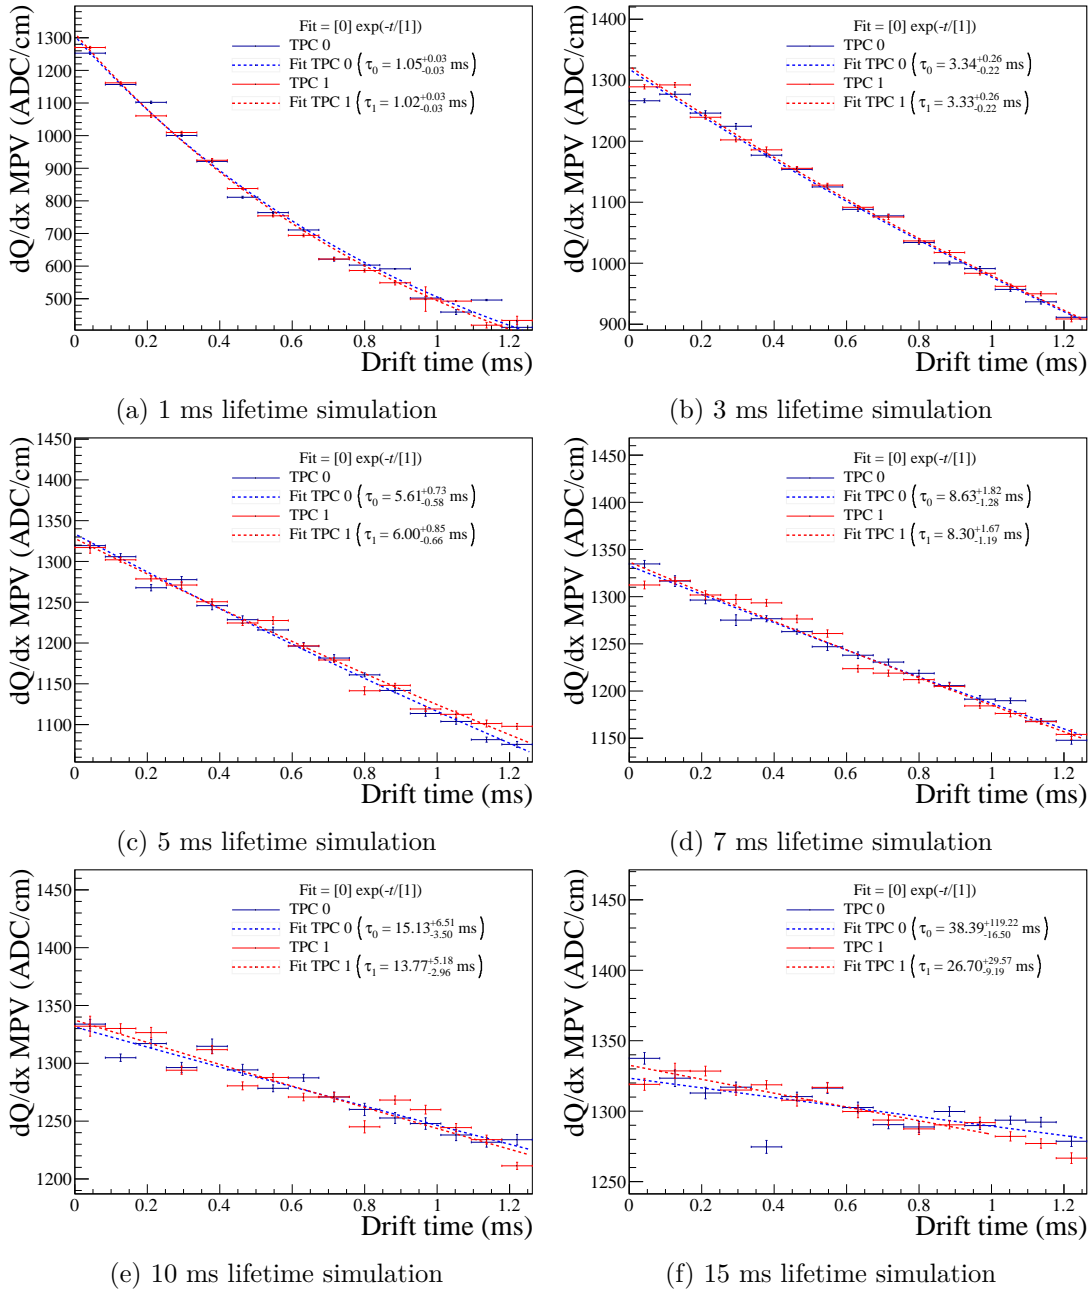 dQ/dx MPV (ADC/cm)
1300
1200
1100
1000
900
800
700
600
500
Fit = [0] exp(-t/[1])
TPC 0
Fit TPC 0 ( τ₀ = 1.05 +0.03 -0.03 ms )
TPC 1
Fit TPC 1 ( τ₁ = 1.02 +0.03 -0.03 ms )
0 0.2 0.4 0.6 0.8 1 1.2
Drift time (ms)
(a) 1 ms lifetime simulation
dQ/dx MPV (ADC/cm)
1400
1300
1200
1100
1000
900
Fit = [0] exp(-t/[1])
TPC 0
Fit TPC 0 ( τ₀ = 3.34 +0.26 -0.22 ms )
TPC 1
Fit TPC 1 ( τ₁ = 3.33 +0.26 -0.22 ms )
0 0.2 0.4 0.6 0.8 1 1.2
Drift time (ms)
(b) 3 ms lifetime simulation
dQ/dx MPV (ADC/cm)
1450
1400
1350
1300
1250
1200
1150
1100
Fit = [0] exp(-t/[1])
TPC 0
Fit TPC 0 ( τ₀ = 5.61 +0.73 -0.58 ms )
TPC 1
Fit TPC 1 ( τ₁ = 6.00 +0.85 -0.66 ms )
0 0.2 0.4 0.6 0.8 1 1.2
Drift time (ms)
(c) 5 ms lifetime simulation
dQ/dx MPV (ADC/cm)
1450
1400
1350
1300
1250
1200
1150
Fit = [0] exp(-t/[1])
TPC 0
Fit TPC 0 ( τ₀ = 8.63 +1.82 -1.28 ms )
TPC 1
Fit TPC 1 ( τ₁ = 8.30 +1.67 -1.19 ms )
0 0.2 0.4 0.6 0.8 1 1.2
Drift time (ms)
(d) 7 ms lifetime simulation
dQ/dx MPV (ADC/cm)
1450
1400
1350
1300
1250
1200
Fit = [0] exp(-t/[1])
TPC 0
Fit TPC 0 ( τ₀ = 15.13 +6.51 -3.50 ms )
TPC 1
Fit TPC 1 ( τ₁ = 13.77 +5.18 -2.96 ms )
0 0.2 0.4 0.6 0.8 1 1.2
Drift time (ms)
(e) 10 ms lifetime simulation
dQ/dx MPV (ADC/cm)
1450
1400
1350
1300
1250
Fit = [0] exp(-t/[1])
TPC 0
Fit TPC 0 ( τ₀ = 38.39 +119.22 -16.50 ms )
TPC 1
Fit TPC 1 ( τ₁ = 26.70 +29.57 -9.19 ms )
0 0.2 0.4 0.6 0.8 1 1.2
Drift time (ms)
(f) 15 ms lifetime simulation